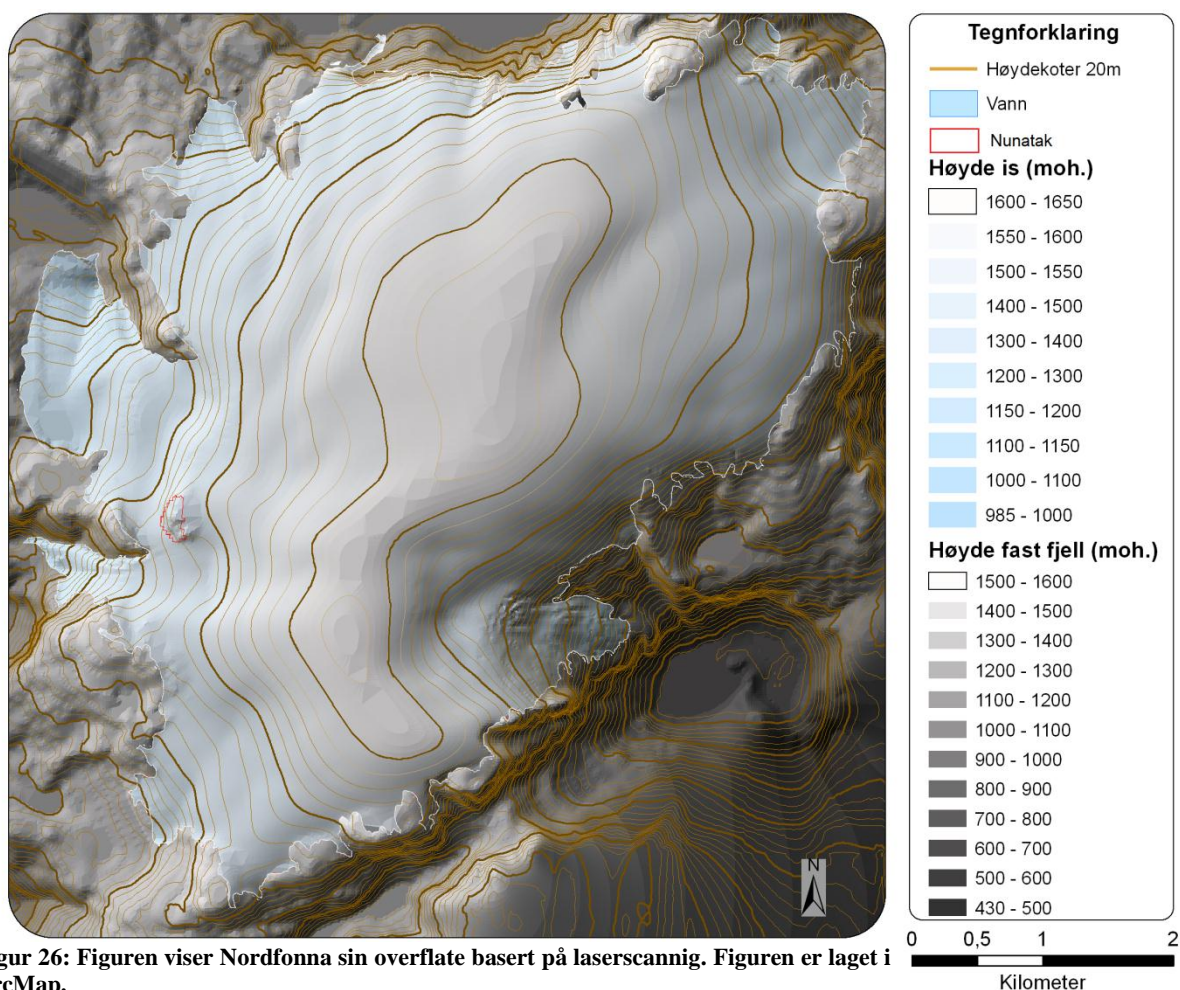 Tegnforklaring
Høydekoter 20m
Vann
Nunatak
Høyde is (moh.)
1600 - 1650
1550 - 1600
1500 - 1550
1400 - 1500
1300 - 1400
1200 - 1300
1150 - 1200
1100 - 1150
1000 - 1100
985 - 1000
Høyde fast fjell (moh.)
1500 - 1600
1400 - 1500
1300 - 1400
1200 - 1300
1100 - 1200
1000 - 1100
900 - 1000
800 - 900
700 - 800
600 - 700
500 - 600
430 - 500
N
0 0,5 1 2
Kilometer
gur 26: Figuren viser Nordfonna sin overflate basert på laserscannig. Figuren er laget i
rcMap.